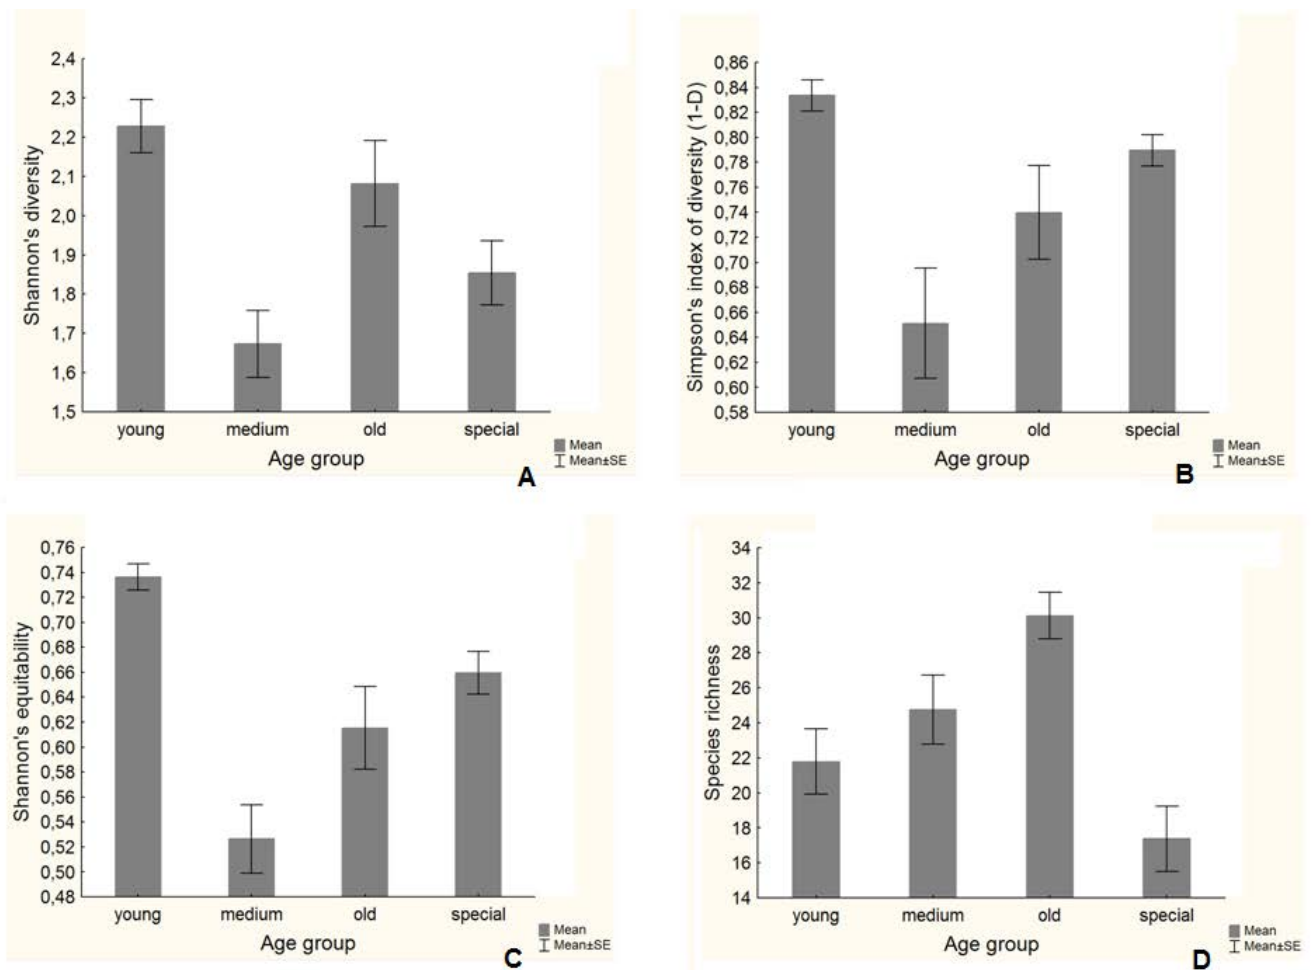 2,4
2,3
2,2
2,1
2,0
1,9
1,8
1,7
1,6
1,5
Shannon's diversity
young medium old special
Age group
Mean
Mean±SE
A
0,86
0,84
0,82
0,80
0,78
0,76
0,74
0,72
0,70
0,68
0,66
0,64
0,62
0,60
0,58
Simpson's index of diversity (1-D)
young medium old special
Age group
Mean
Mean±SE
B
0,76
0,74
0,72
0,70
0,68
0,66
0,64
0,62
0,60
0,58
0,56
0,54
0,52
0,50
0,48
Shannon's equitability
young medium old special
Age group
Mean
Mean±SE
C
34
32
30
28
26
24
22
20
18
16
14
Species richness
young medium old special
Age group
Mean
Mean±SE
D